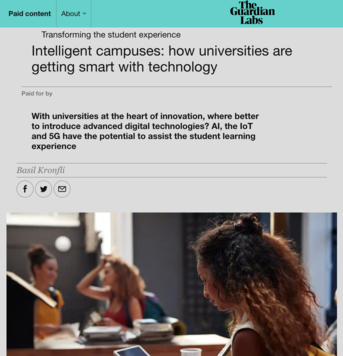 Paid content
About
The
Guardian
Labs
Transforming the student experience
Intelligent campuses: how universities are
getting smart with technology
Paid for by
With universities at the heart of innovation, where better
to introduce advanced digital technologies? AI, the IoT
and 5G have the potential to assist the student learning
experience
Basil Kronfli